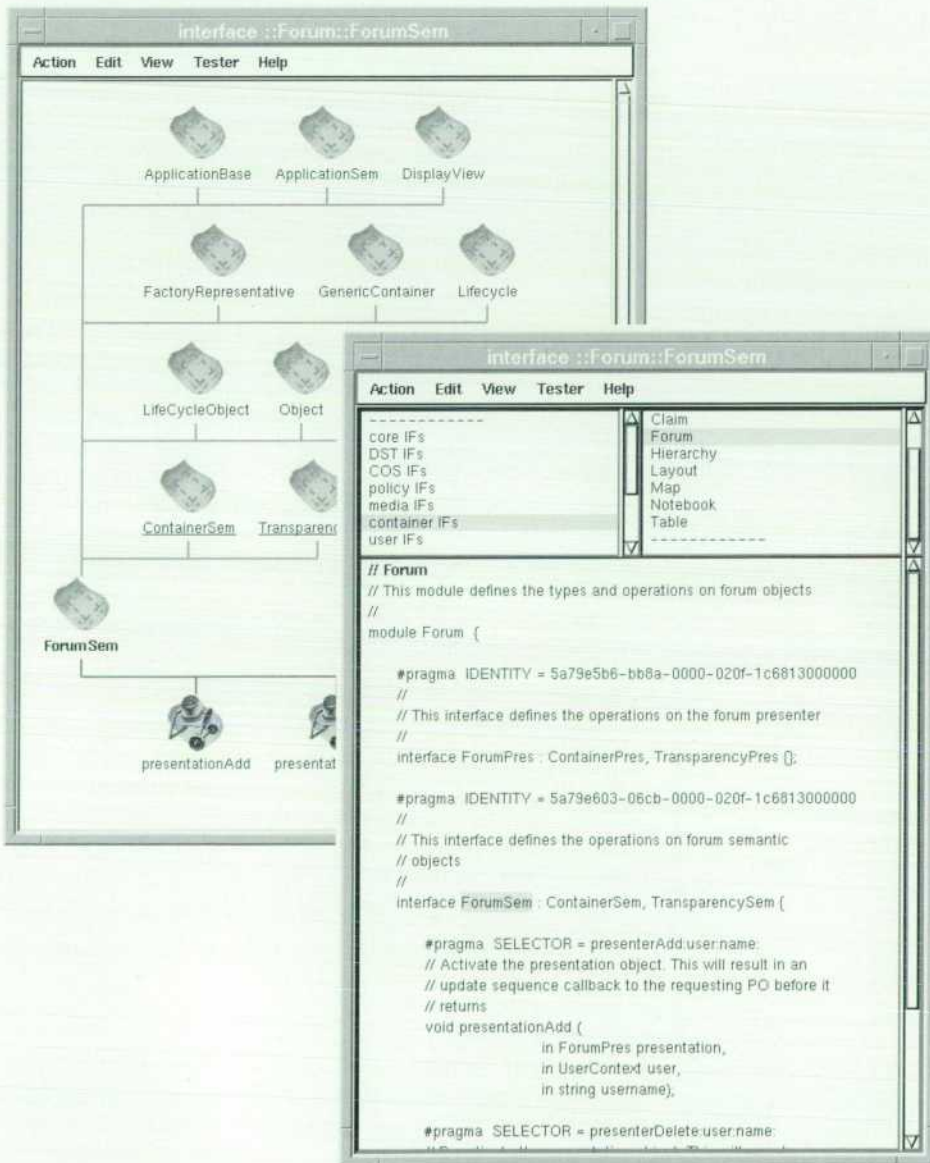 interface ::Forum::ForumSem
Action Edit View Tester Help
ApplicationBase ApplicationSem DisplayView
FactoryRepresentative GenericContainer Lifecycle
LifeCycleObject Object
ContainerSem Transparenc
ForumSem
presentationAdd presentat
interface ::Forum::ForumSem
Action Edit View Tester Help
------------
core IFs
DST IFs
COS IFs
policy IFs
media IFs
container IFs
user IFs
Claim
Forum
Hierarchy
Layout
Map
Notebook
Table
------------
// Forum
// This module defines the types and operations on forum objects
//
module Forum {
#pragma IDENTITY = 5a79e5b6-bb8a-0000-020f-1c6813000000
//
// This interface defines the operations on the forum presenter
//
interface ForumPres : ContainerPres, TransparencyPres {};
#pragma IDENTITY = 5a79e603-06cb-0000-020f-1c6813000000
//
// This interface defines the operations on forum semantic
// objects
//
interface ForumSem : ContainerSem, TransparencySem {
#pragma SELECTOR = presenterAdd:user:name:
// Activate the presentation object. This will result in an
// update sequence callback to the requesting PO before it
// returns
void presentationAdd (
in ForumPres presentation,
in UserContext user,
in string username);
#pragma SELECTOR = presenterDelete:user:name: